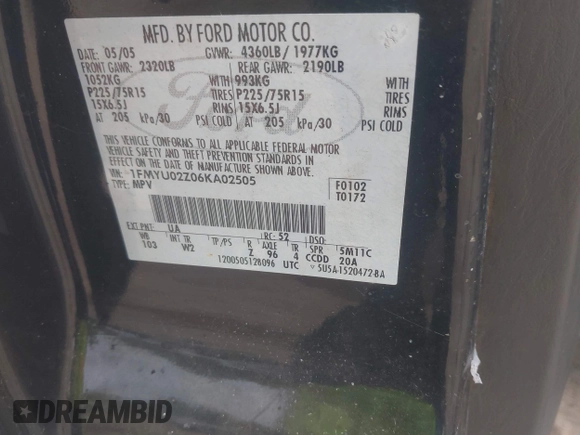 MFD. BY FORD MOTOR CO.
DATE: 05/05 GVWR: 4360LB/1977KG
FRONT GAWR: 2320LB REAR GAWR: 2190LB
1052KG WITH 993KG WITH
P225/75R15 TIRES P225/75R15 TIRES
15X6.5J RIMS 15X6.5J RIMS
AT 205 kPa/30 PSI COLD AT 205 kPa/30 PSI COLD
Ford
THIS VEHICLE CONFORMS TO ALL APPLICABLE FEDERAL MOTOR
VEHICLE SAFETY AND THEFT PREVENTION STANDARDS IN
EFFECT ON THE DATE OF MANUFACTURE SHOWN ABOVE.
VIN: 1FMYU02Z06KA02505
MPV
F0102
T0172
EXT PNT: UA RC: 52 DSO:
WB INT TR TP/PS R AXLE TR SPR 5M11C
103 W2 Z 96 4 CCDD 20A
1200505128096 UTC 5U5A-1520472-BA
DREAMBID